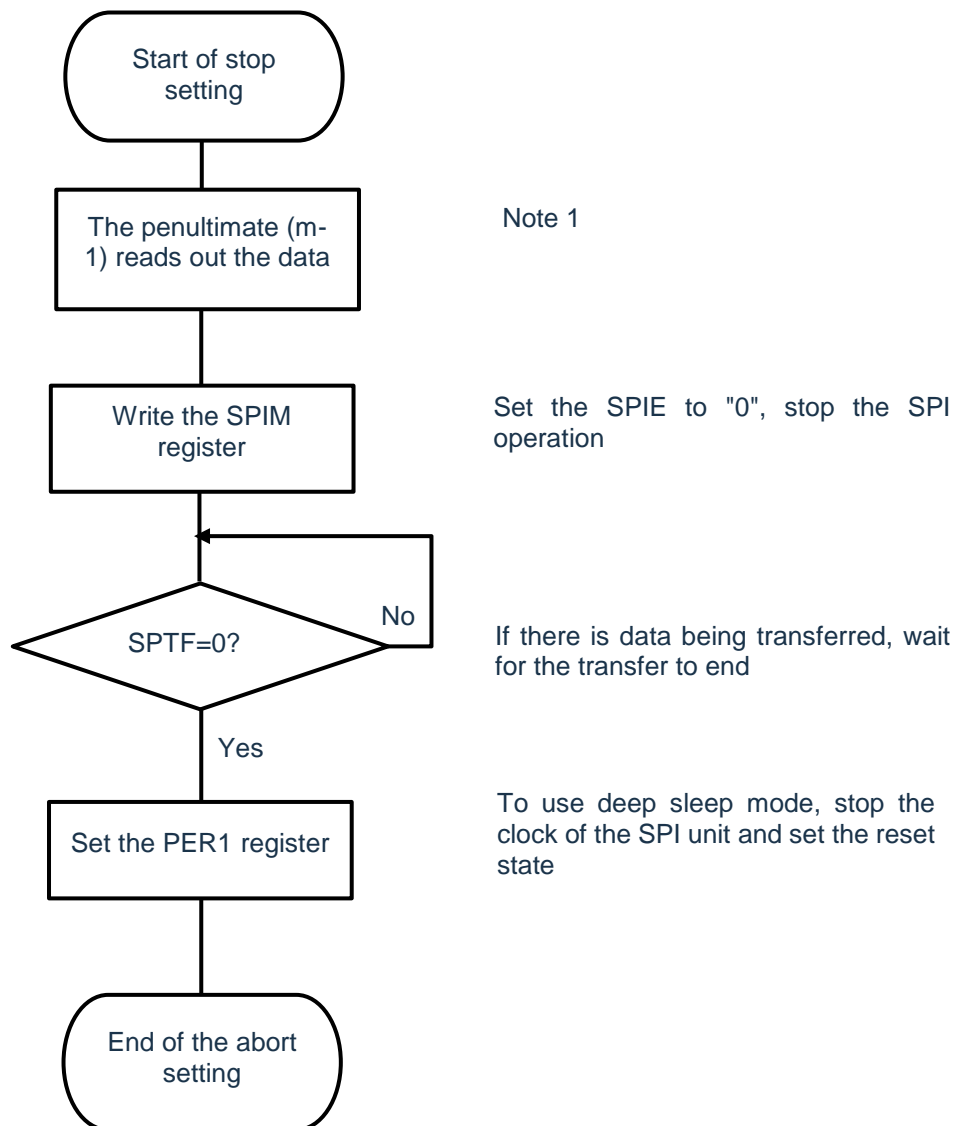 Start of stop
setting
The penultimate (m-
1) reads out the data
Note 1
Write the SPIM
register
Set the SPIE to "0", stop the SPI
operation
No
SPTF=0?
If there is data being transferred, wait
for the transfer to end
Yes
Set the PER1 register
To use deep sleep mode, stop the
clock of the SPI unit and set the reset
state
End of the abort
setting